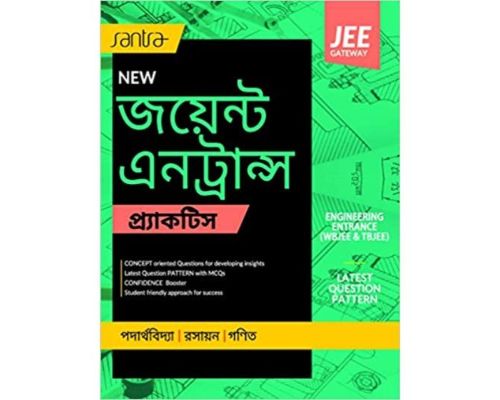 santra
JEE
GATEWAY
NEW
জয়েন্ট
এনট্রান্স
প্র্যাকটিস
CONCEPT oriented Questions for developing insights
Latest Question PATTERN with MCQs
CONFIDENCE Booster
Student friendly approach for success
ENGINEERING
ENTRANCE
(WBJEE & TBJEE)
LATEST
QUESTION
PATTERN
পদার্থবিদ্যা | রসায়ন | গণিত